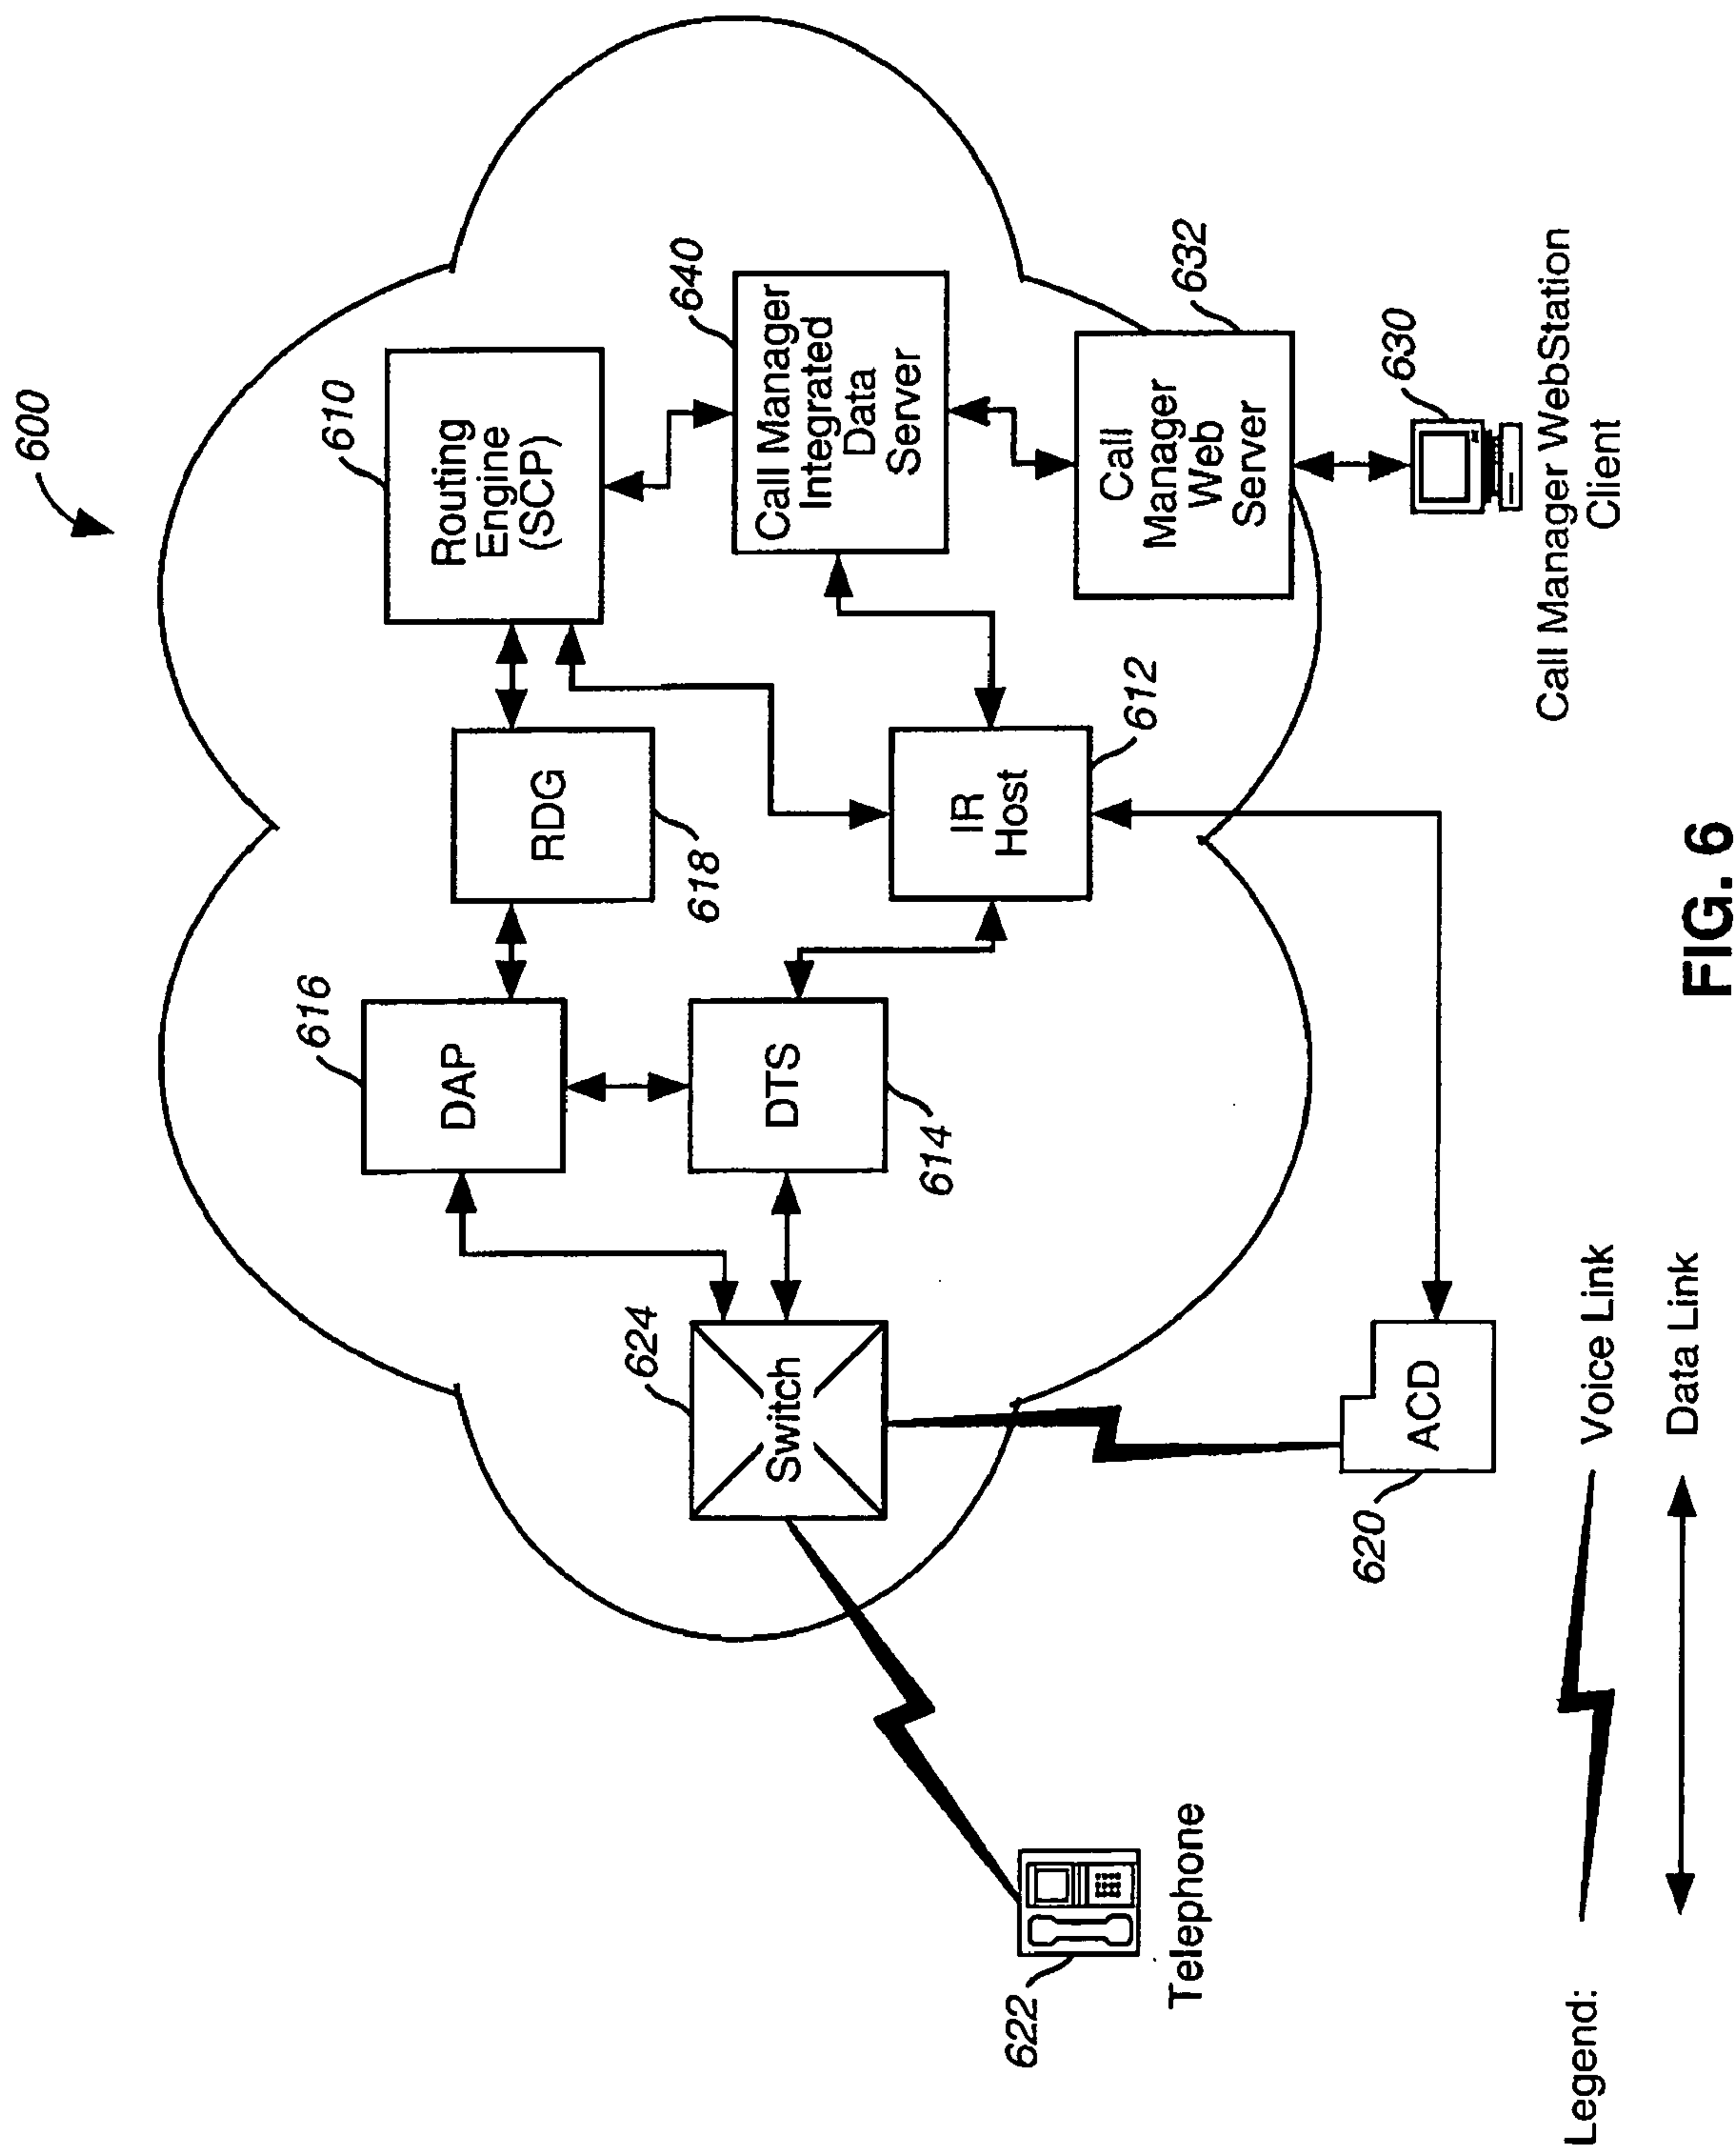 600
610
Routing
Engine
(SCP)
616
DAP
RDG
618
640
Call Manager
Integrated
Data
Server
624
Switch
DTS
614
IR
Host
612
Call
Manager
Web
Server
632
622
Telephone
620
ACD
630
Call Manager WebStation
Client
Legend:
Voice Link
Data Link
FIG. 6